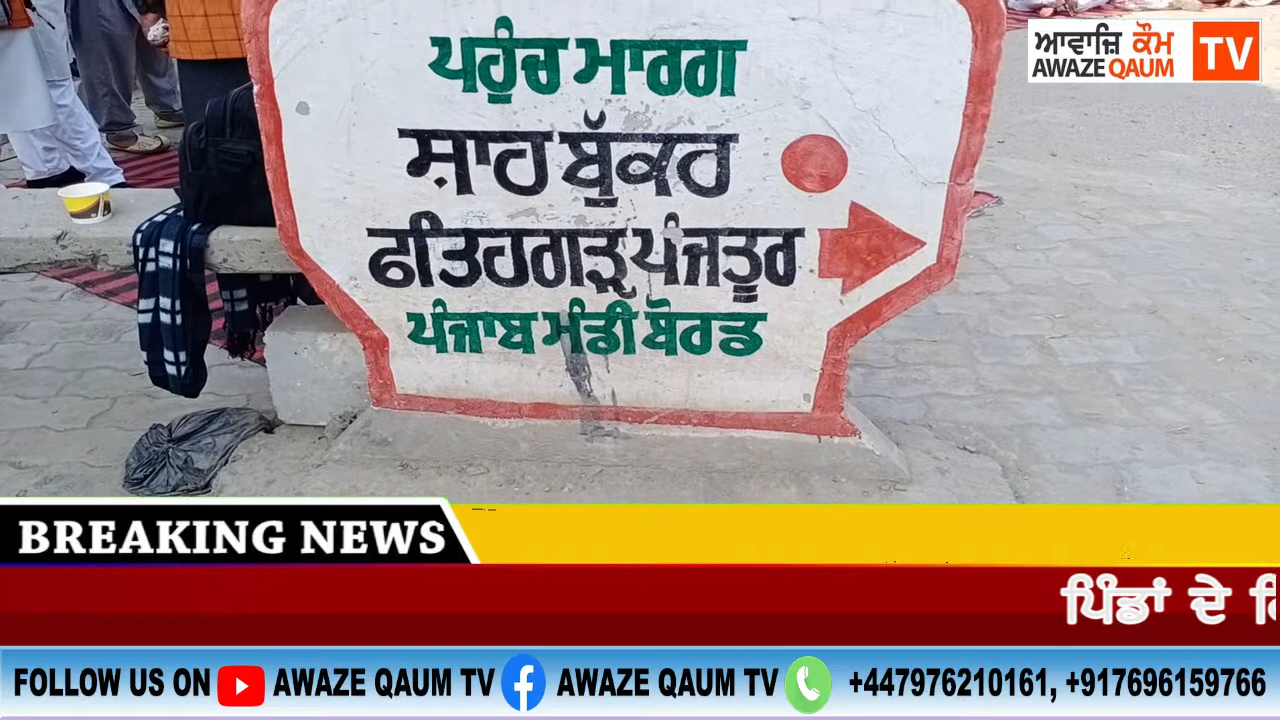 ਪਹੁੰਚ ਮਾਰਗ
ਸ਼ਾਹ ਬੁੱਕਰ
ਫਤਿਹਗੜ੍ਹ ਪੰਜਤੂਰ
ਪੰਜਾਬ ਮੰਡੀ ਬੋਰਡ
ਆਵਾਜ਼ਿ ਕੌਮ
AWAZE QAUM
TV
BREAKING NEWS
ਪਿੰਡਾਂ ਦੇ
FOLLOW US ON AWAZE QAUM TV AWAZE QAUM TV +447976210161, +917696159766